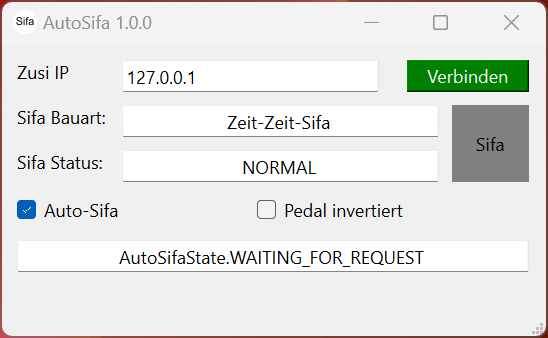 Sifa AutoSifa 1.0.0
Zusi IP 127.0.0.1 Verbinden
Sifa Bauart: Zeit-Zeit-Sifa
Sifa
Sifa Status: NORMAL
Auto-Sifa Pedal invertiert
AutoSifaState.WAITING_FOR_REQUEST